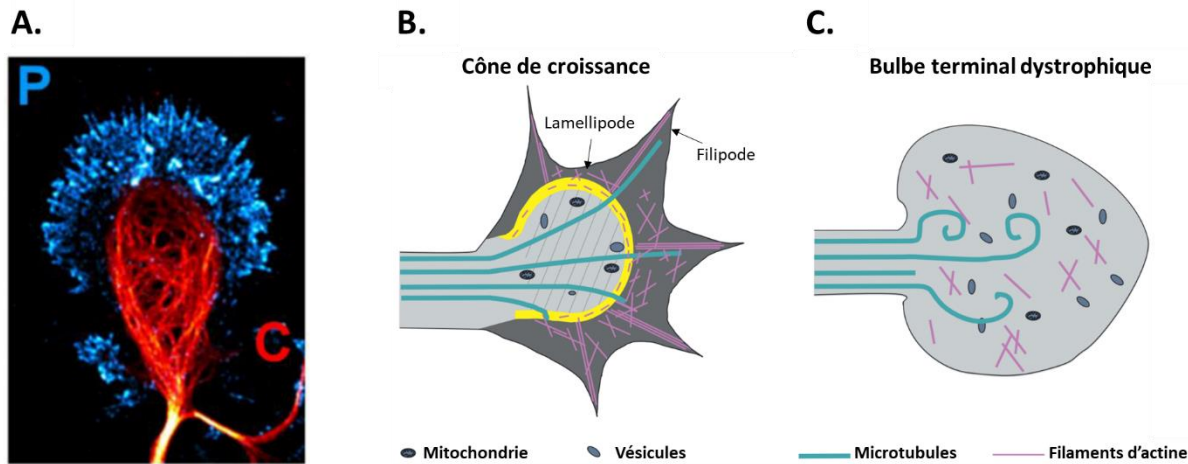 A.
P
C
B.
Cône de croissance
Lamellipode
Filipode
C.
Bulbe terminal dystrophique
Mitochondrie
Vésicules
Microtubules
Filaments d’actine